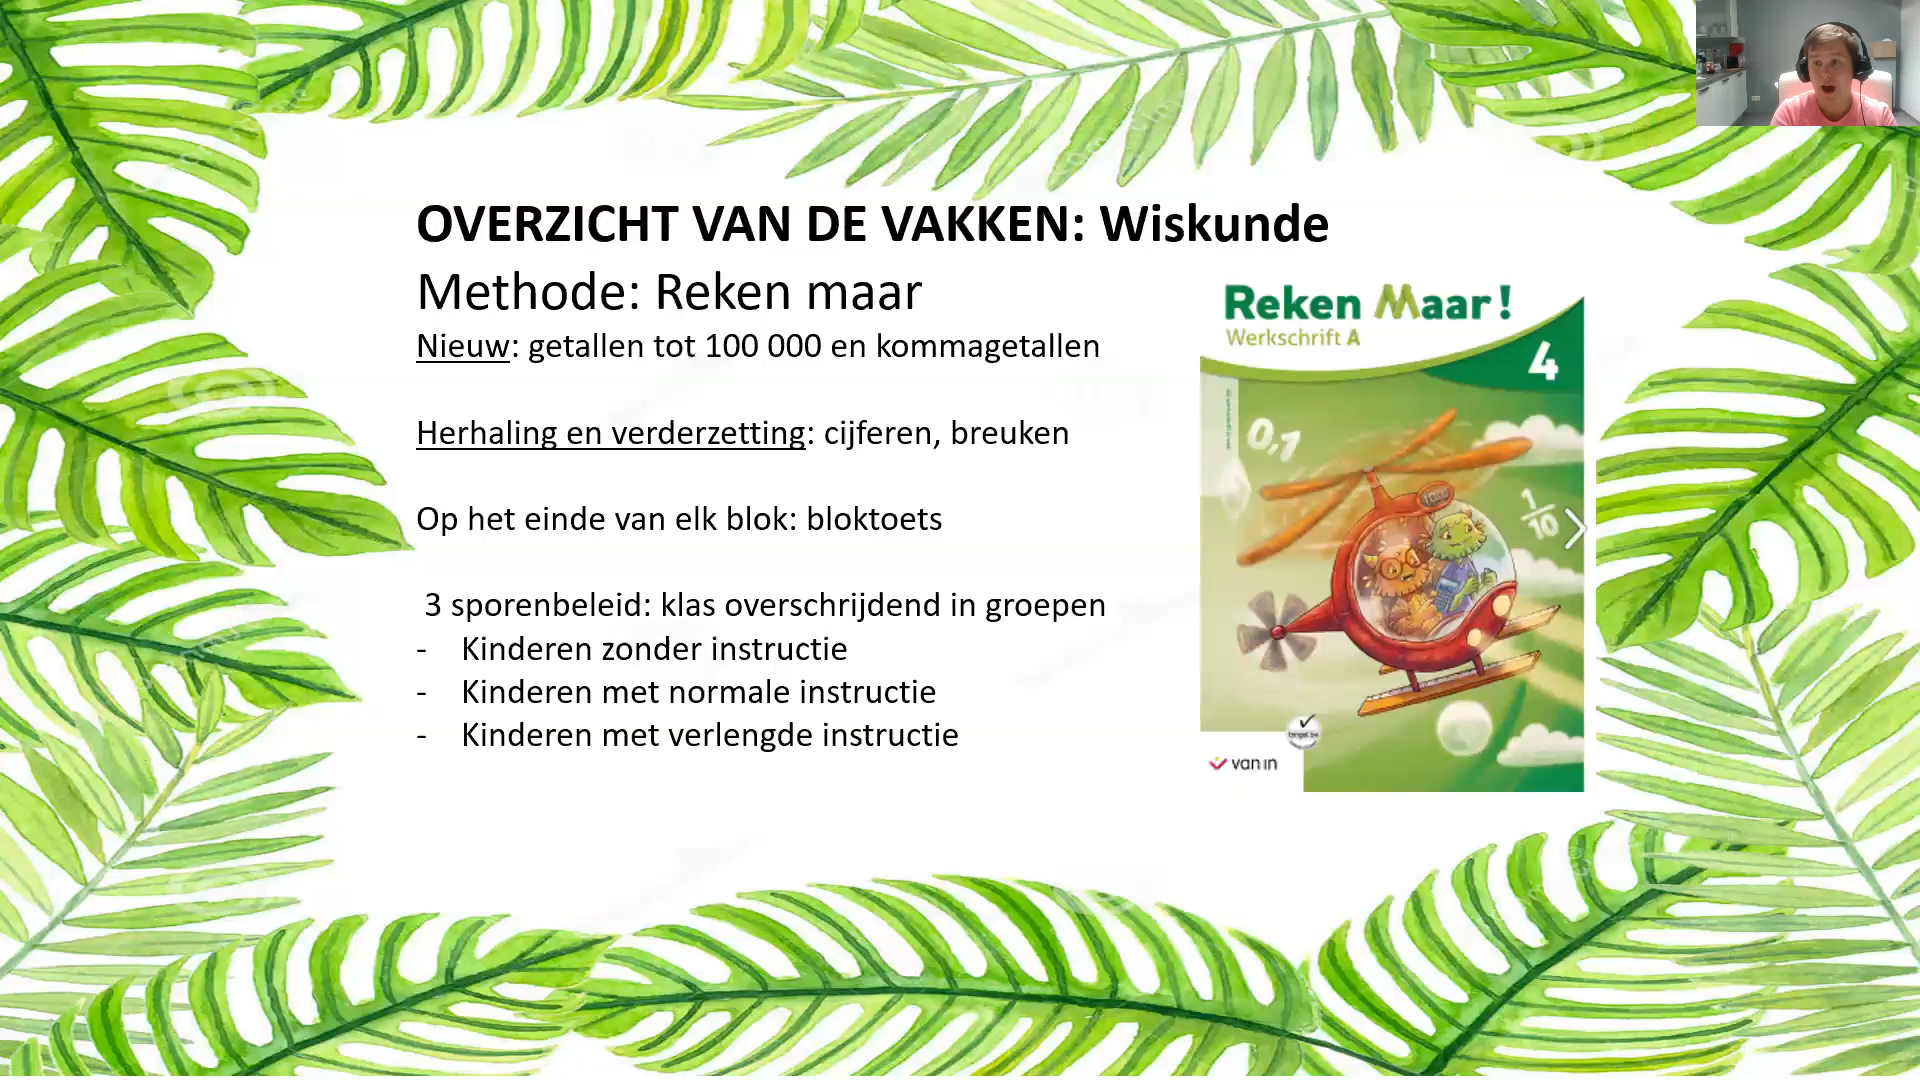 OVERZICHT VAN DE VAKKEN: Wiskunde
Methode: Reken maar
Nieuw: getallen tot 100 000 en kommagetallen
Herhaling en verderzetting: cijferen, breuken
Op het einde van elk blok: bloktoets
3 sporenbeleid: klas overschrijdend in groepen
- Kinderen zonder instructie
- Kinderen met normale instructie
- Kinderen met verlengde instructie
Reken Maar!
Werkschrift A
4
0,1
1/10
van in